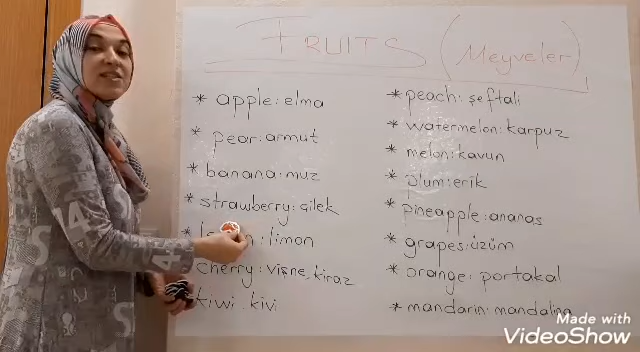 FRUITS (Meyveler)
* apple: elma
* pear: armut
* banana: muz
* strawberry: çilek
* : limon
cherry: vişne, kiraz
kiwi: kivi
* peach: şeftali
* watermelon: karpuz
* melon: kavun
* plum: erik
* pineapple: ananas
* grapes: üzüm
* orange: portakal
* mandarin: mandalina
Made with
VideoShow